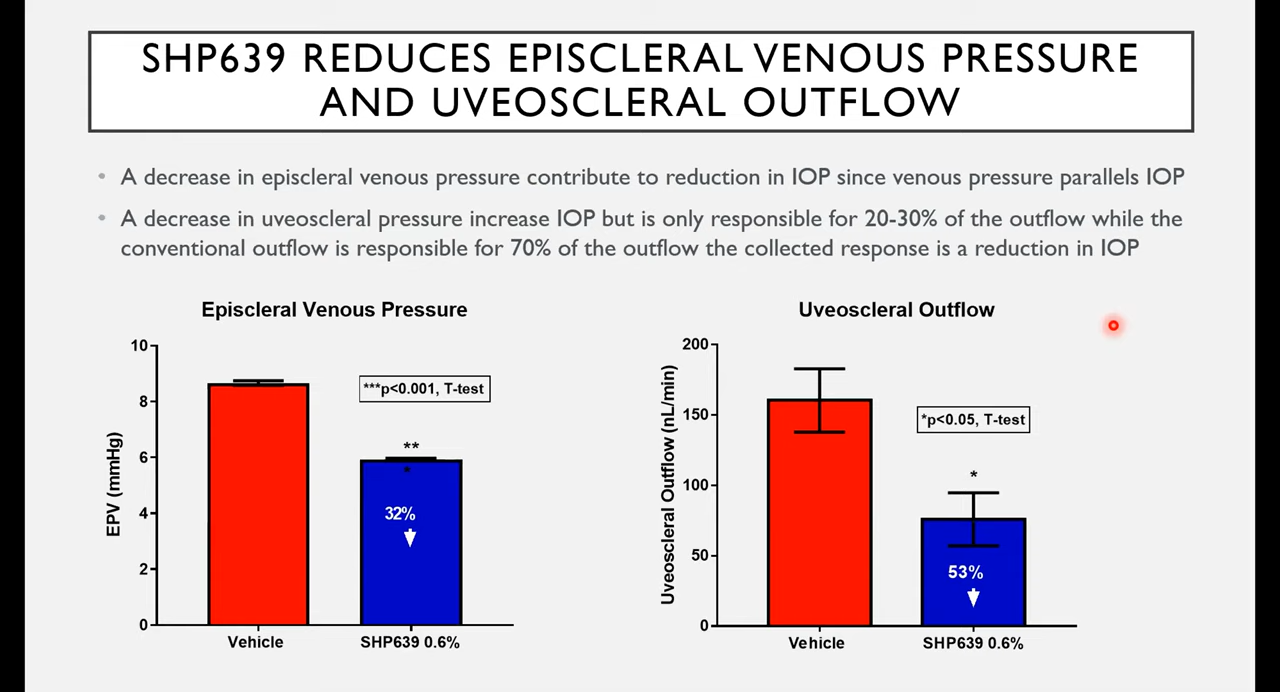 SHP639 REDUCES EPISCLERAL VENOUS PRESSURE
AND UVEOSCLERAL OUTFLOW
• A decrease in episcleral venous pressure contribute to reduction in IOP since venous pressure parallels IOP
• A decrease in uveoscleral pressure increase IOP but is only responsible for 20-30% of the outflow while the
conventional outflow is responsible for 70% of the outflow the collected response is a reduction in IOP
Episcleral Venous Pressure
EPV (mmHg)
10
8
6
4
2
0
***p<0.001, T-test
**
*
32%
Vehicle
SHP639 0.6%
Uveoscleral Outflow
Uveoscleral Outflow (nL/min)
200
150
100
50
0
*p<0.05, T-test
*
53%
Vehicle
SHP639 0.6%